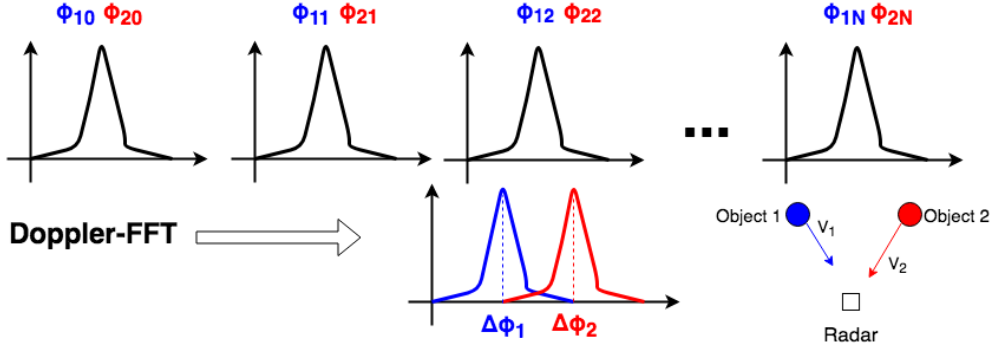 Φ10 Φ20
Φ11 Φ21
Φ12 Φ22
Φ1N Φ2N
...
Doppler-FFT
Object 1
Object 2
V1
V2
Radar
ΔΦ1
ΔΦ2